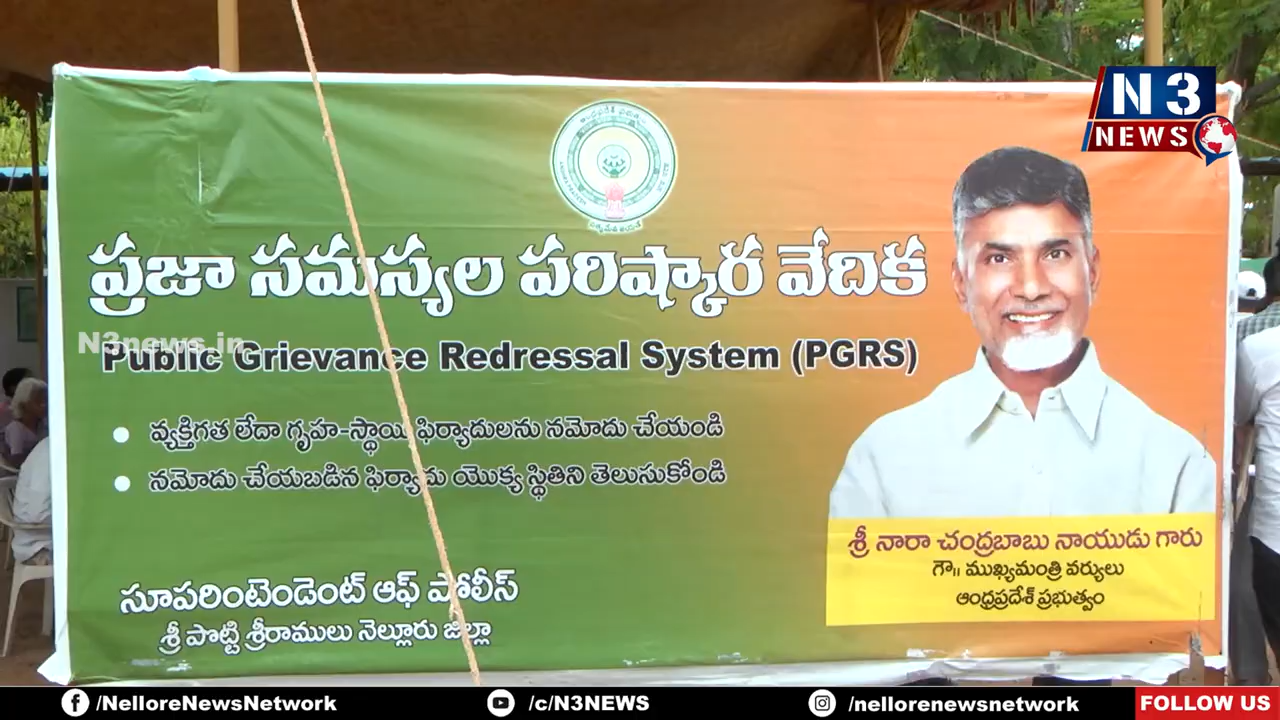 N3
NEWS
ప్రజా సమస్యల పరిష్కార వేదిక
N3news.in
Public Grievance Redressal System (PGRS)
వ్యక్తిగత లేదా గృహ-స్థాయి ఫిర్యాదులను నమోదు చేయండి
నమోదు చేయబడిన ఫిర్యాదు యొక్క స్థితిని తెలుసుకోండి
శ్రీ నారా చంద్రబాబు నాయుడు గారు
గౌ|| ముఖ్యమంత్రి వర్యులు
ఆంధ్రప్రదేశ్ ప్రభుత్వం
సూపరింటెండెంట్ ఆఫ్ పోలీస్
శ్రీ పొట్టి శ్రీరాములు నెల్లూరు జిల్లా
/NelloreNewsNetwork
/c/N3NEWS
/nellorenewsnetwork
FOLLOW US